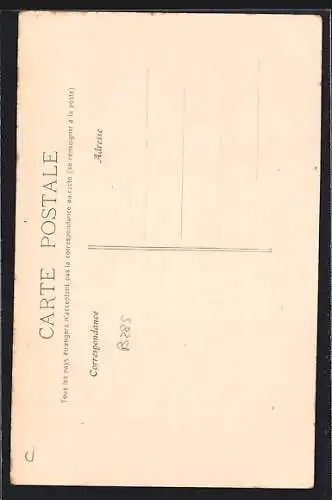 CARTE POSTALE
Tous les pays étrangers n'acceptent pas la correspondance au recto (se renseigner à la poste)
Correspondance
Adresse
B285
C